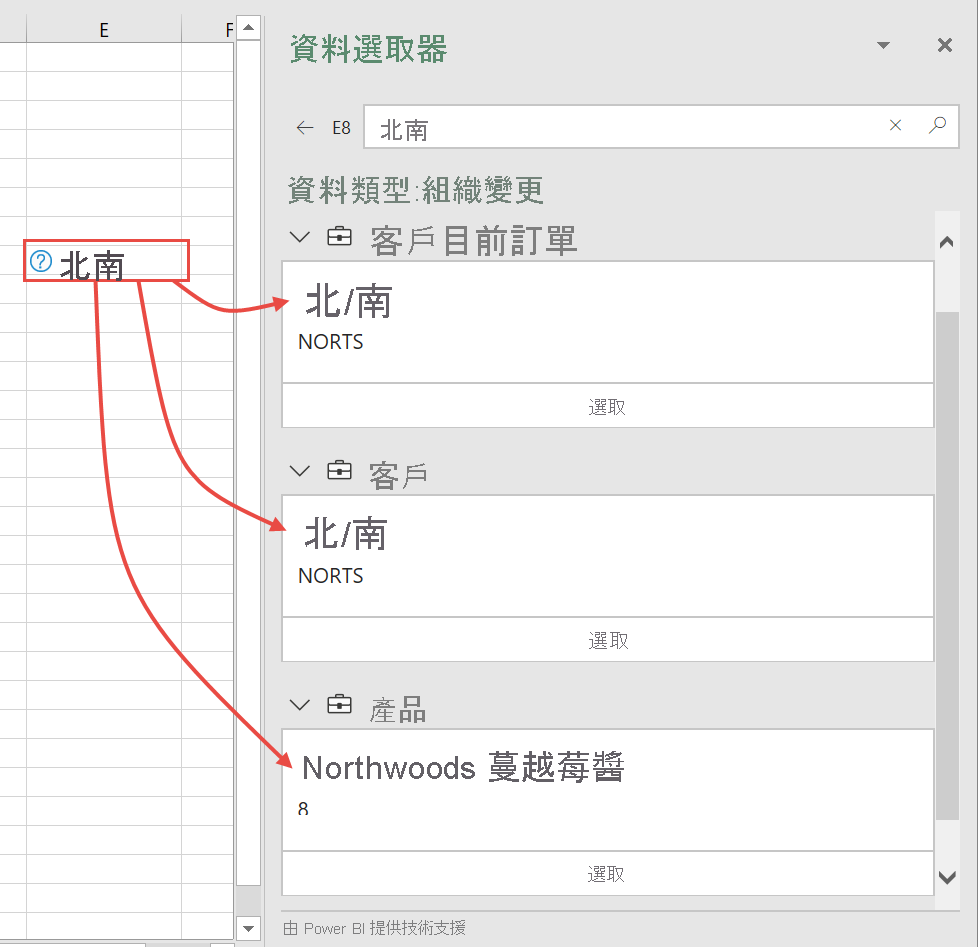 E F
資料選取器
E8 北南
資料類型:組織變更
客戶目前訂單
北南
北/南
NORTS
選取
客戶
北/南
NORTS
選取
產品
Northwoods 蔓越莓醬
8
選取
由 Power BI 提供技術支援